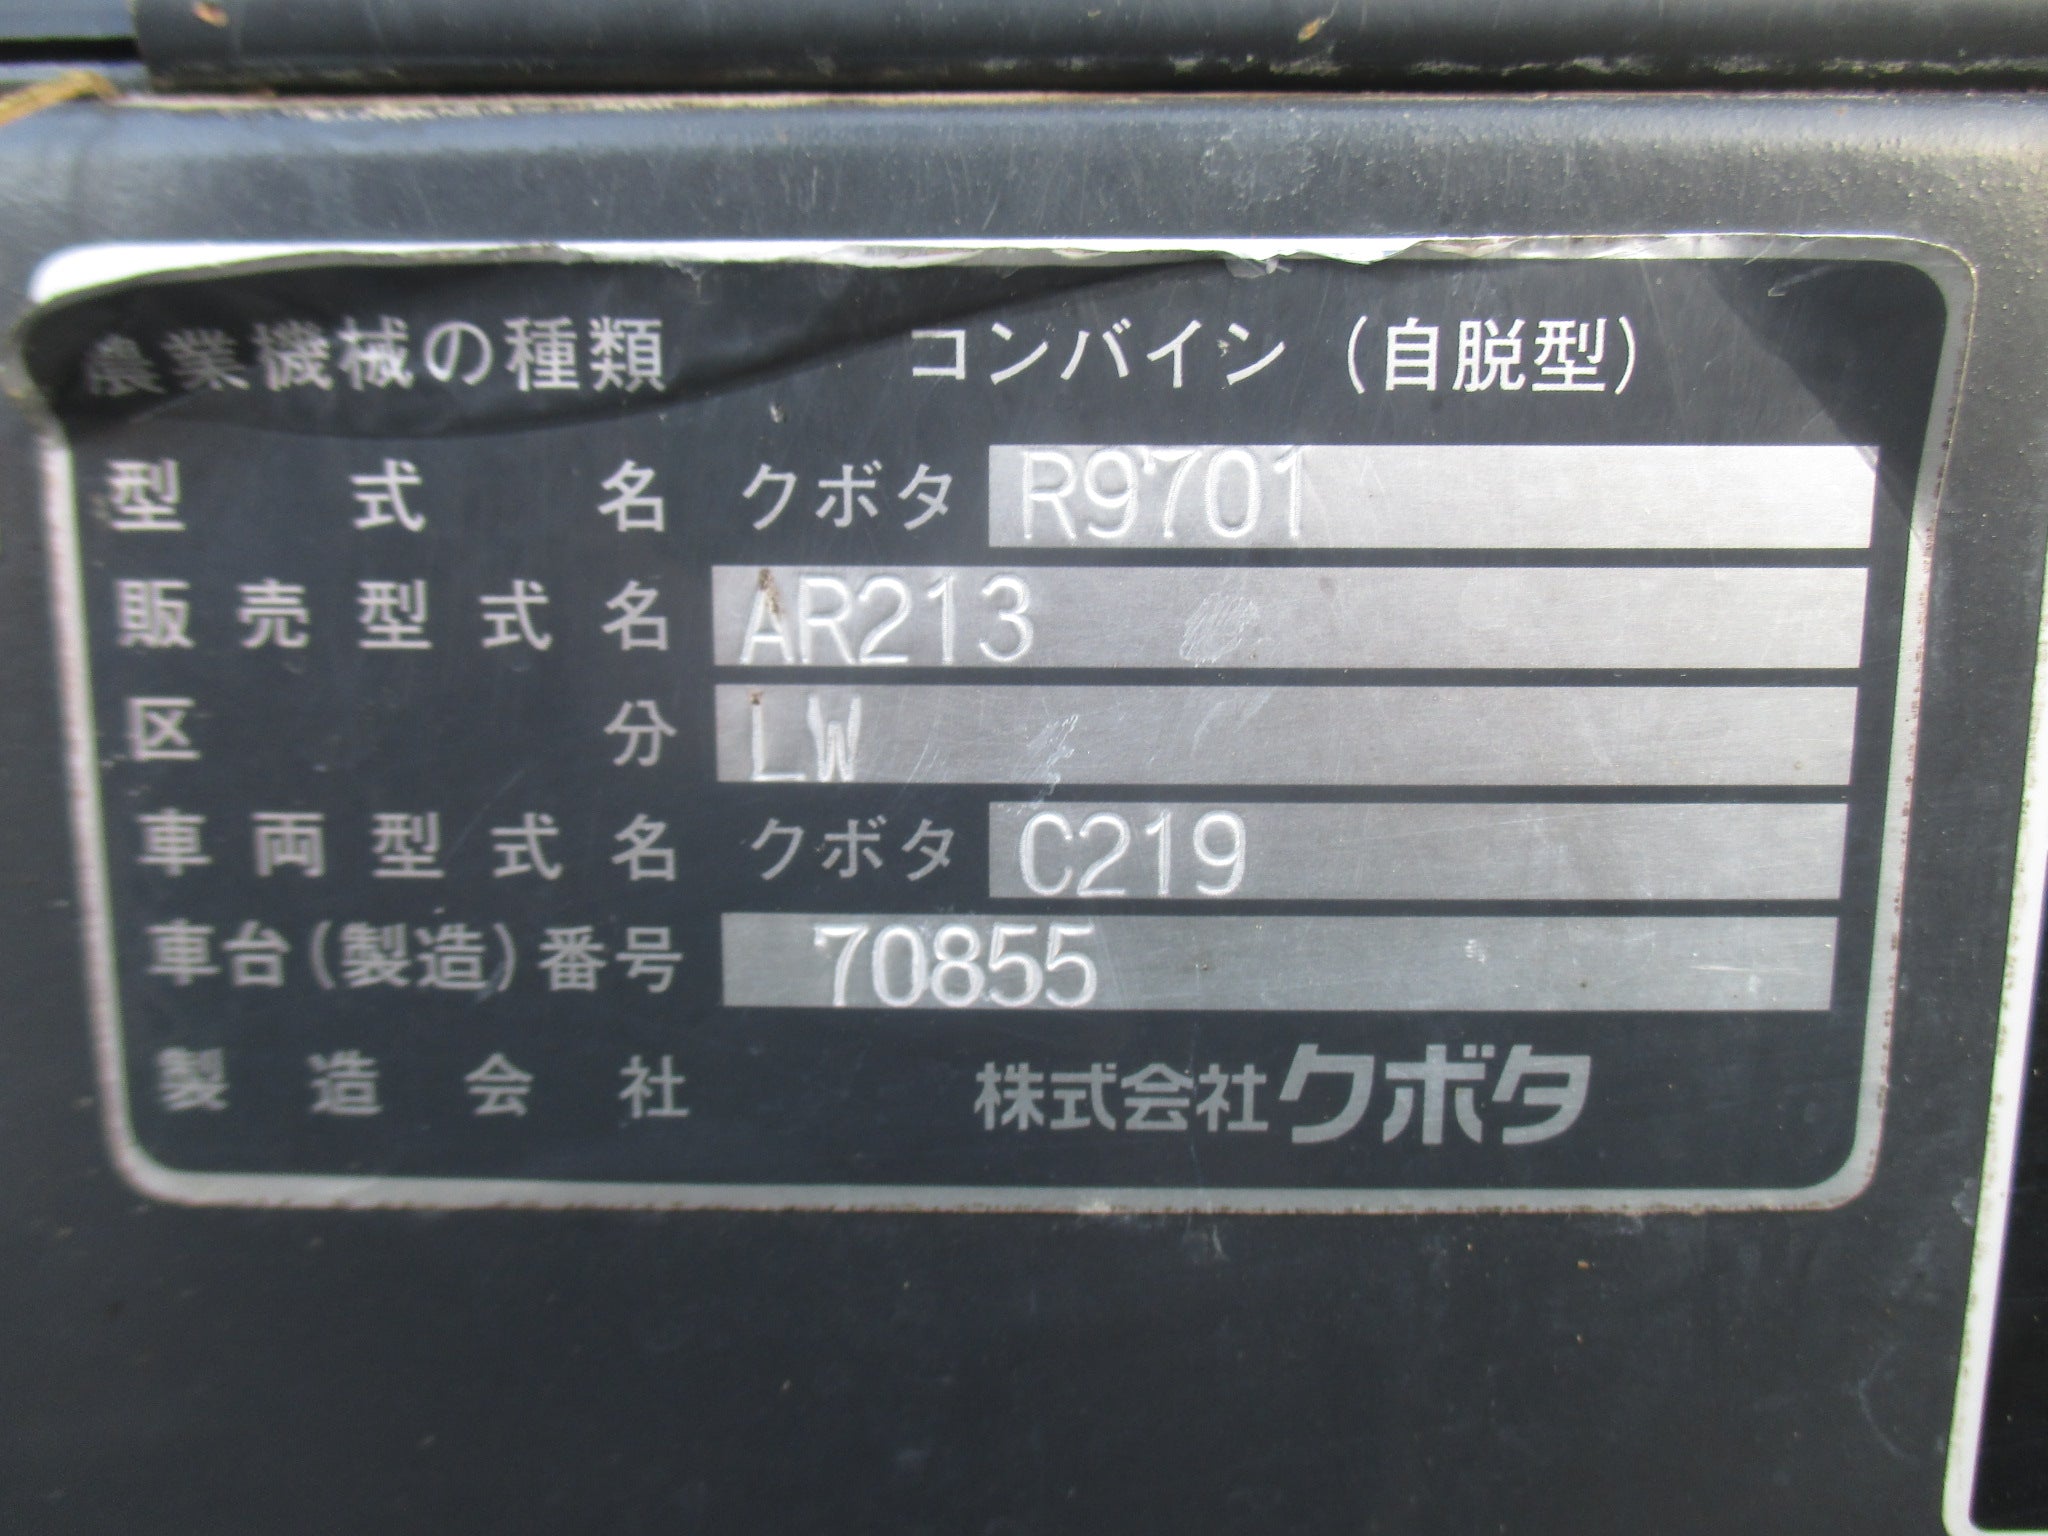 農業機械の種類 コンバイン（自脱型）
型式名 クボタ R9701
販売型式名 AR213
区分 LW
車両型式名 クボタ C219
車台(製造)番号 70855
製造会社 株式会社クボタ